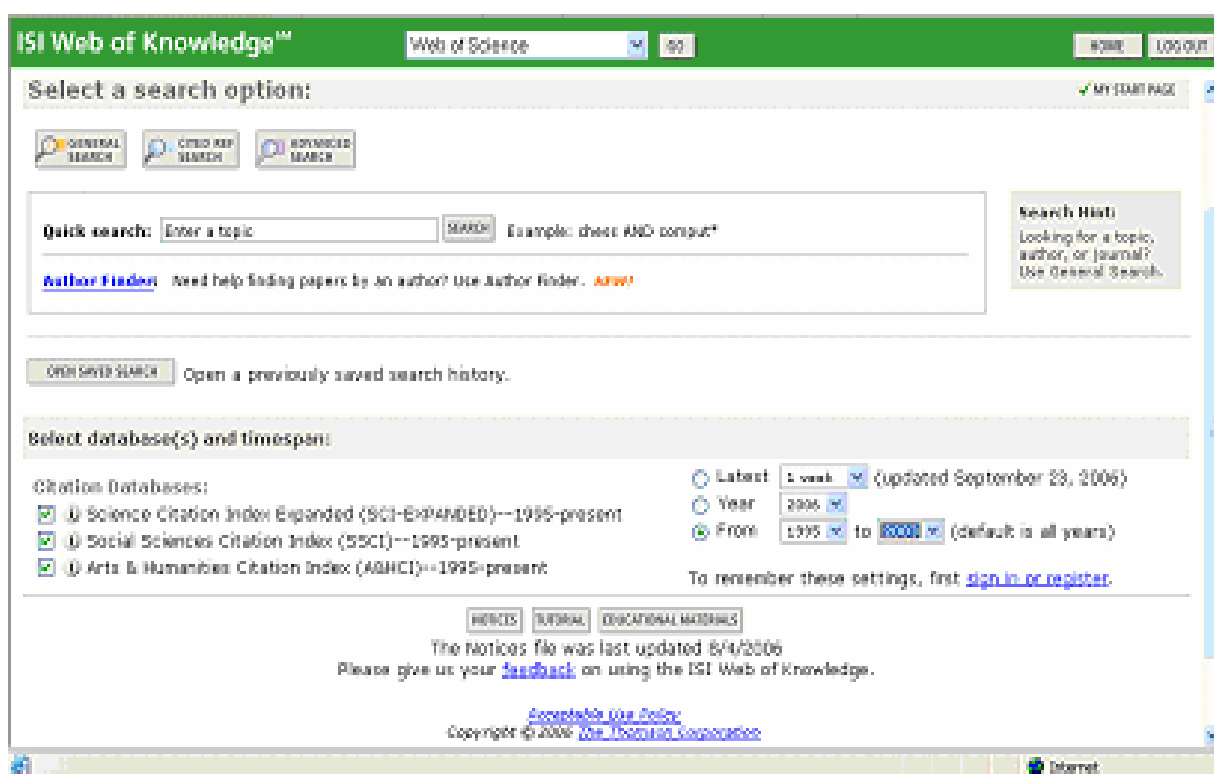 ISI Web of Knowledge℠ Web of Science GO HOME LOG OUT
Select a search option: MY START PAGE
GENERAL SEARCH CITED REF SEARCH ADVANCED SEARCH
Quick search: Enter a topic SEARCH Example: chess AND comput*
Author Finder: Need help finding papers by an author? Use Author Finder. NEW!
Search Hint:
Looking for a topic,
author, or journal?
Use General Search.
OPEN SAVED SEARCH Open a previously saved search history.
Select database(s) and timespan:
Citation Databases:
Science Citation Index Expanded (SCI-EXPANDED)--1995-present
Social Sciences Citation Index (SSCI)--1995-present
Arts & Humanities Citation Index (A&HCI)--1995-present
Latest 1 week (updated September 23, 2006)
Year 2006
From 1995 to (default is all years)
To remember these settings, first sign in or register.
NOTICES TUTORIAL EDUCATIONAL MATERIALS
The Notices file was last updated 8/4/2006
Please give us your feedback on using the ISI Web of Knowledge.
Acceptable Use Policy
Copyright © 2006 The Thomson Corporation
Internet